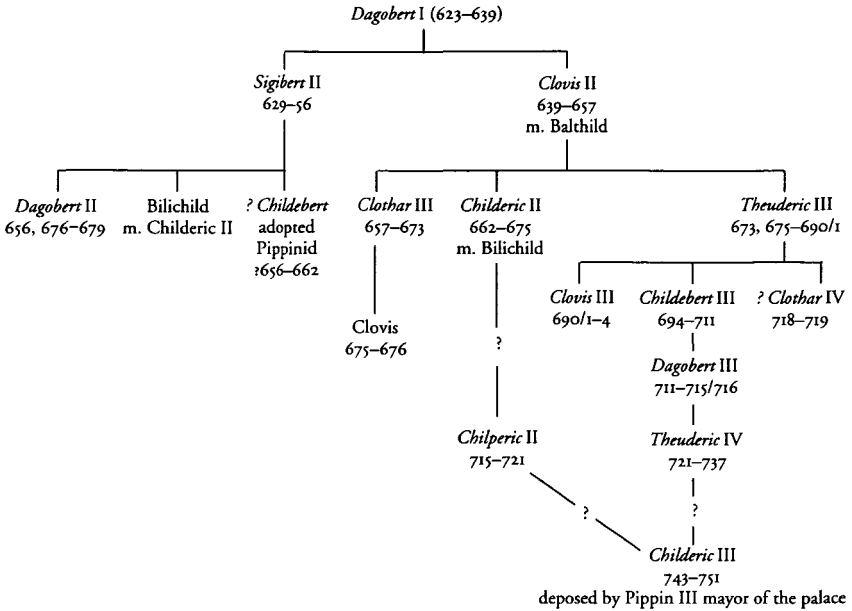 Dagobert I (623–639)
Sigibert II
629–56
Clovis II
639–657
m. Balthild
Dagobert II
656, 676–679
Bilichild
m. Childeric II
? Childebert
adopted
Pippinid
?656–662
Clothar III
657–673
Childeric II
662–675
m. Bilichild
Theuderic III
673, 675–690/1
Clovis
675–676
?
Clovis III
690/1–4
Childebert III
694–711
? Clothar IV
718–719
Dagobert III
711–715/716
Chilperic II
715–721
Theuderic IV
721–737
?
?
Childeric III
743–751
deposed by Pippin III mayor of the palace